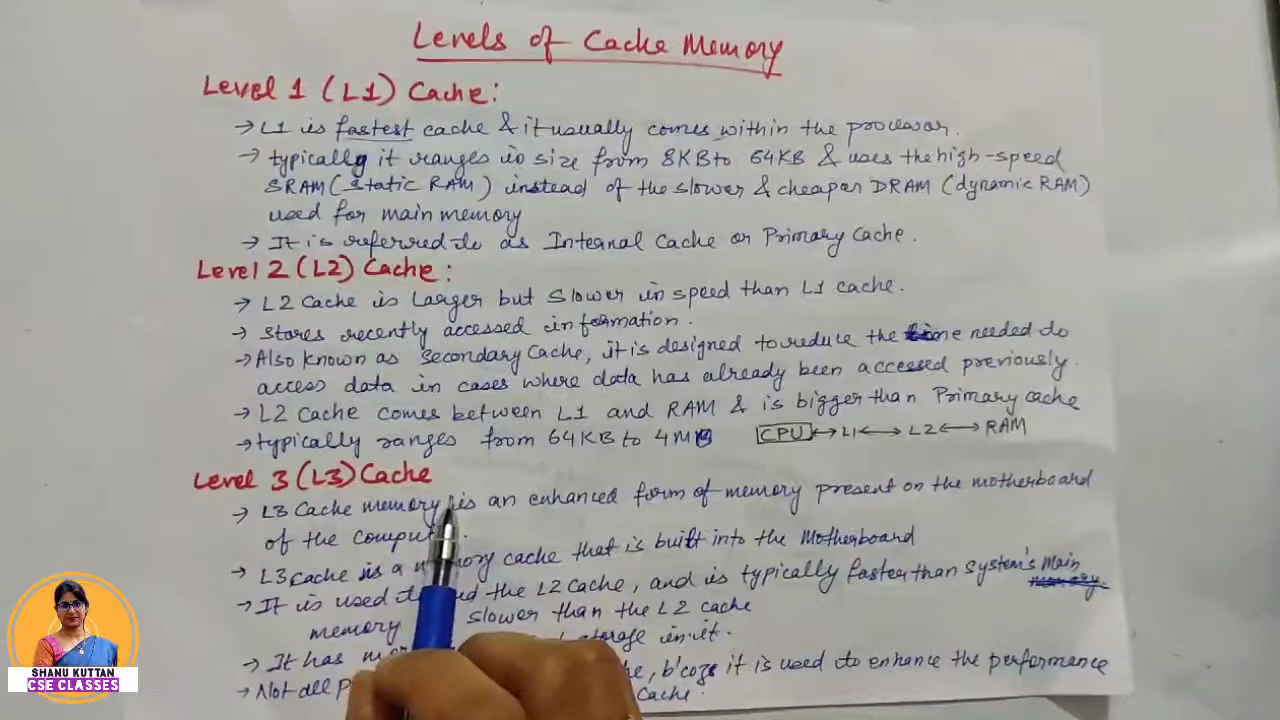 Levels of Cache Memory
Level 1 (L1) Cache:
→ L1 is fastest cache & it usually comes within the processor.
→ typically it ranges in size from 8KB to 64KB & uses the high-speed
SRAM (static RAM) instead of the slower & cheaper DRAM (dynamic RAM)
used for main memory
→ It is referred to as Internal Cache or Primary Cache.
Level 2 (L2) Cache:
→ L2 Cache is larger but slower in speed than L1 cache.
→ stores recently accessed information.
→ Also known as secondary cache, it is designed to reduce the time needed to
access data in cases where data has already been accessed previously.
→ L2 Cache comes between L1 and RAM & is bigger than Primary cache
→ typically ranges from 64KB to 4MB
CPU ↔ L1 ↔ L2 ↔ RAM
Level 3 (L3) Cache
→ L3 Cache memory is an enhanced form of memory present on the motherboard
of the
→ L3 cache is a cache that is built into the Motherboard
→ It is used the L2 cache, and is typically faster than system's Main
memory slower than the L2 cache
→ It has storage in it.
→ Not all b'coz it is used to enhance the performance
cache.
SHANU KUTTAN
CSE CLASSES